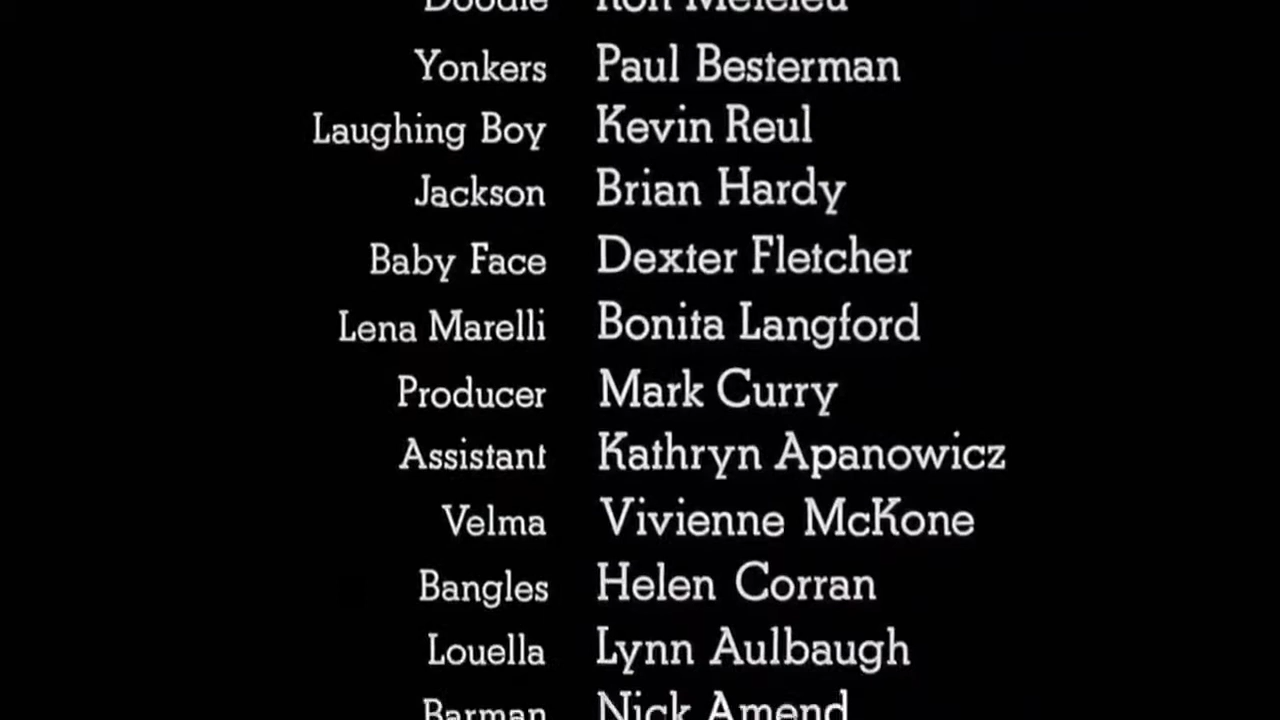 Doodle
Yonkers Paul Besterman
Laughing Boy Kevin Reul
Jackson Brian Hardy
Baby Face Dexter Fletcher
Lena Marelli Bonita Langford
Producer Mark Curry
Assistant Kathryn Apanowicz
Velma Vivienne McKone
Bangles Helen Corran
Louella Lynn Aulbaugh
Barman Nick Amend